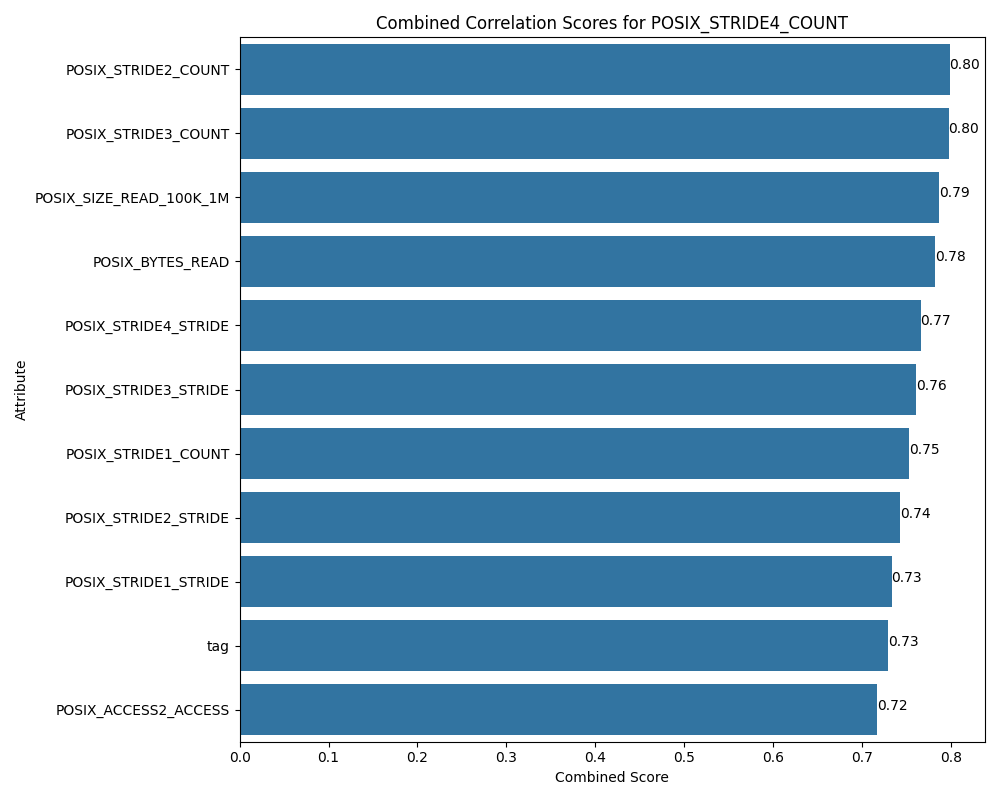 Combined Correlation Scores for POSIX_STRIDE4_COUNT
POSIX_STRIDE2_COUNT 0.80
POSIX_STRIDE3_COUNT 0.80
POSIX_SIZE_READ_100K_1M 0.79
POSIX_BYTES_READ 0.78
POSIX_STRIDE4_STRIDE 0.77
POSIX_STRIDE3_STRIDE 0.76
POSIX_STRIDE1_COUNT 0.75
POSIX_STRIDE2_STRIDE 0.74
POSIX_STRIDE1_STRIDE 0.73
tag 0.73
POSIX_ACCESS2_ACCESS 0.72
Attribute
0.0 0.1 0.2 0.3 0.4 0.5 0.6 0.7 0.8
Combined Score